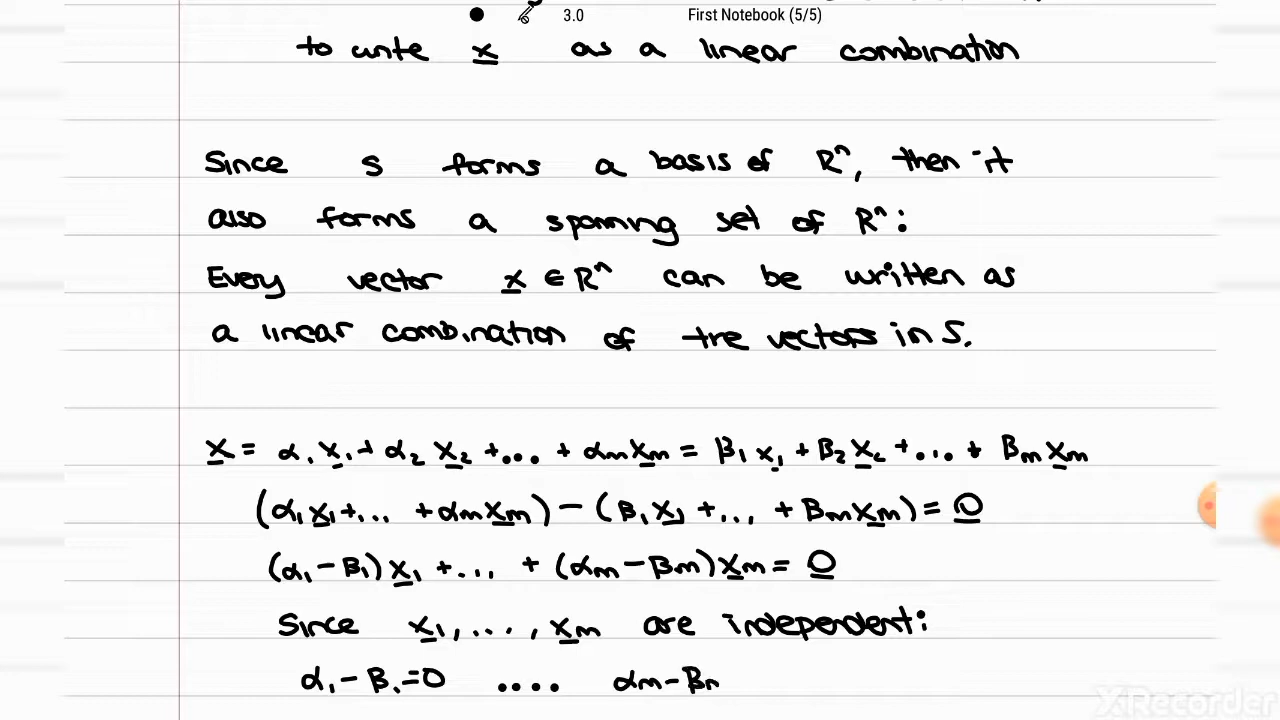 3.0 First Notebook (5/5)
to write x as a linear combination
Since S forms a basis of Rⁿ, then it
also forms a spanning set of Rⁿ:
Every vector x ∈ Rⁿ can be written as
a linear combination of the vectors in S.
x = α₁x₁ + α₂x₂ + ... + αmxm = β₁x₁ + β₂x₂ + ... + βmxm
(α₁x₁ + ... + αmxm) − (β₁x₁ + ... + βmxm) = 0
(α₁ − β₁)x₁ + ... + (αm − βm)xm = 0
Since x₁, ..., xm are independent:
α₁ − β₁ = 0 .... αm − βn
XRecorder